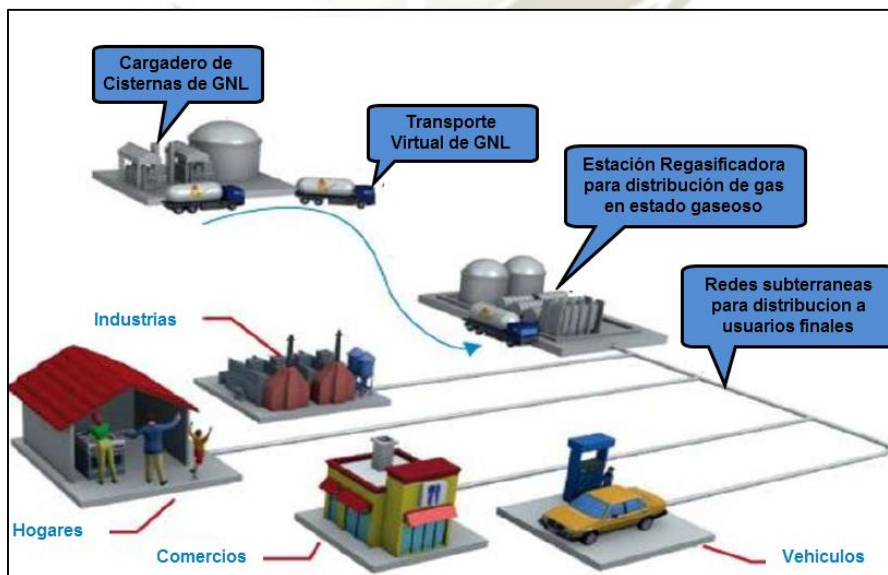 Cargadero de
Cisternas de GNL
Transporte
Virtual de GNL
Estación Regasificadora
para distribución de gas
en estado gaseoso
Redes subterraneas
para distribucion a
usuarios finales
Industrias
Hogares
Comercios
Vehiculos